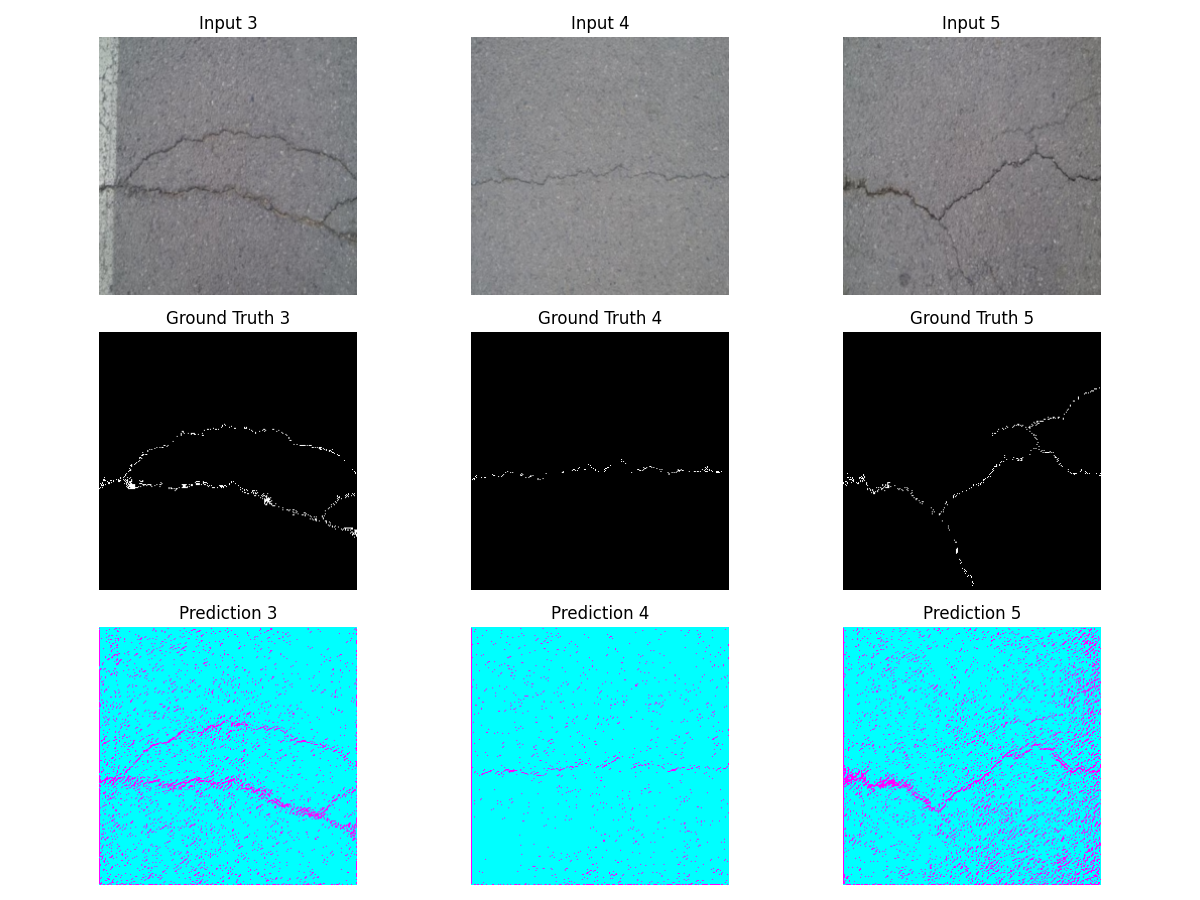 Input 3
Input 4
Input 5
Ground Truth 3
Ground Truth 4
Ground Truth 5
Prediction 3
Prediction 4
Prediction 5